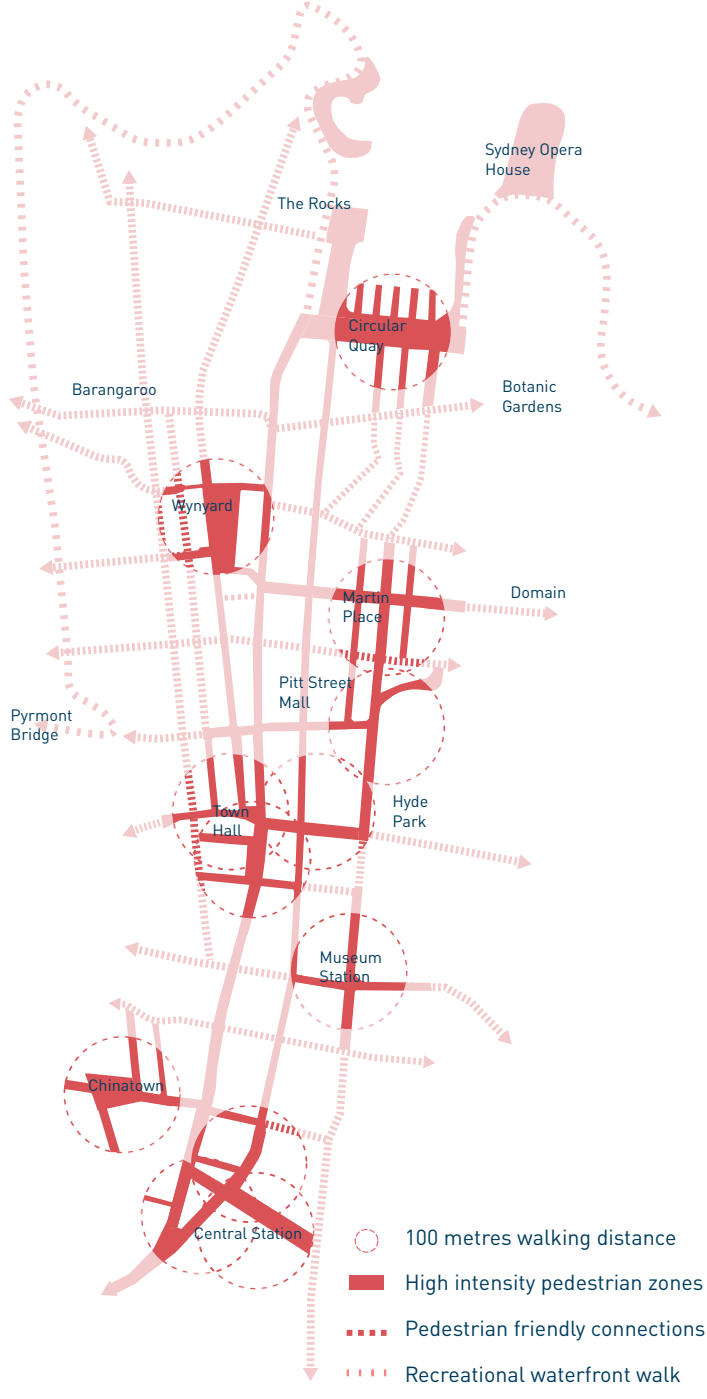 Sydney Opera
House
The Rocks
Circular
Quay
Barangaroo
Botanic
Gardens
Wynyard
Martin
Place
Domain
Pitt Street
Mall
Pyrmont
Bridge
Town
Hall
Hyde
Park
Museum
Station
Chinatown
Central Station
100 metres walking distance
High intensity pedestrian zones
Pedestrian friendly connections
Recreational waterfront walk